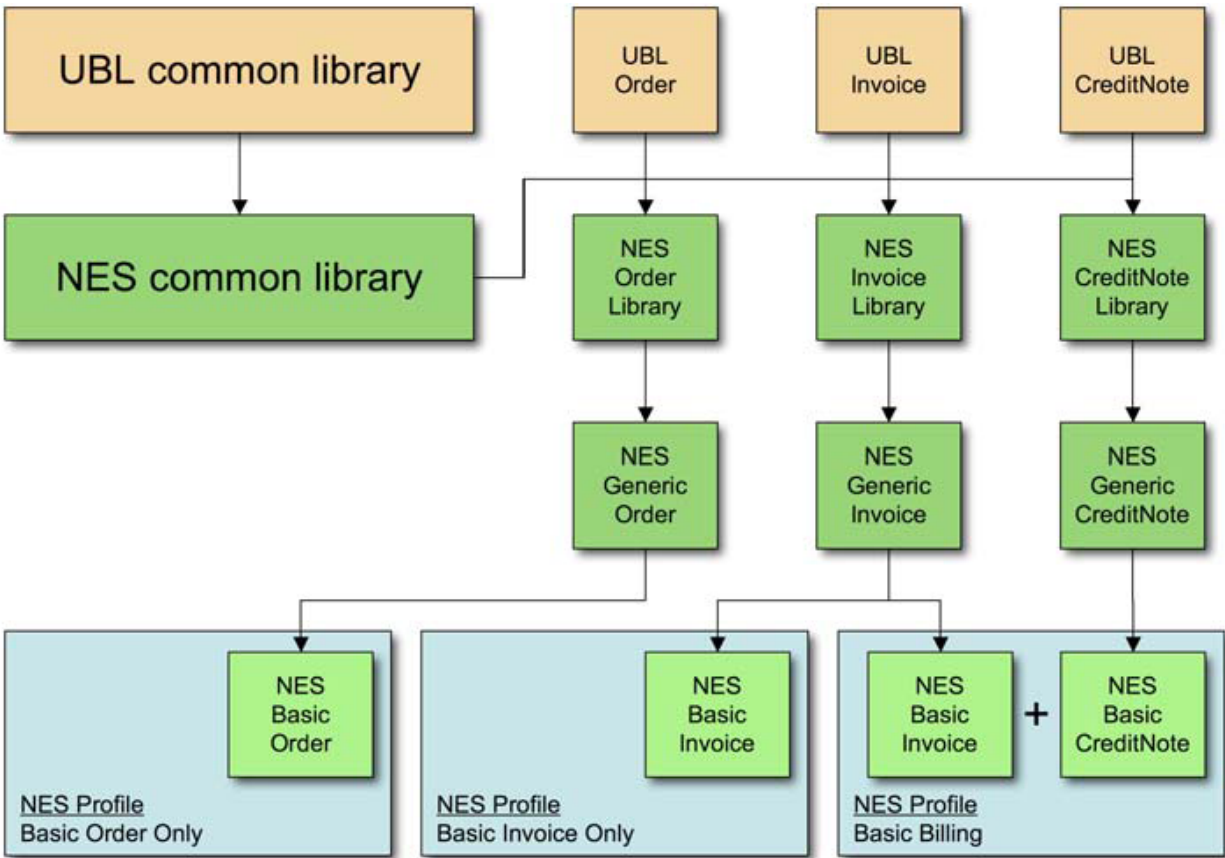 UBL common library
UBL
Order
UBL
Invoice
UBL
CreditNote
NES common library
NES
Order
Library
NES
Invoice
Library
NES
CreditNote
Library
NES
Generic
Order
NES
Generic
Invoice
NES
Generic
CreditNote
NES
Basic
Order
NES Profile
Basic Order Only
NES
Basic
Invoice
NES Profile
Basic Invoice Only
NES
Basic
Invoice
+
NES
Basic
CreditNote
NES Profile
Basic Billing